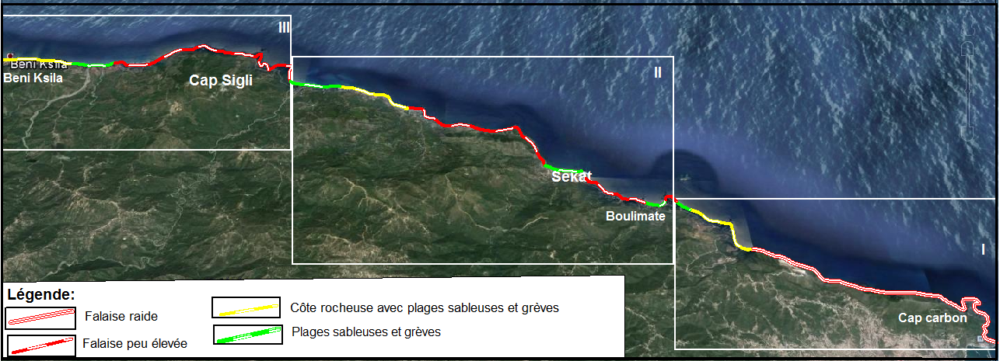 III
Beni Ksila
Beni Ksila
Cap Sigli
II
Sekat
Boulimate
I
Cap carbon
Légende:
Falaise raide
Falaise peu élevée
Côte rocheuse avec plages sableuses et grèves
Plages sableuses et grèves